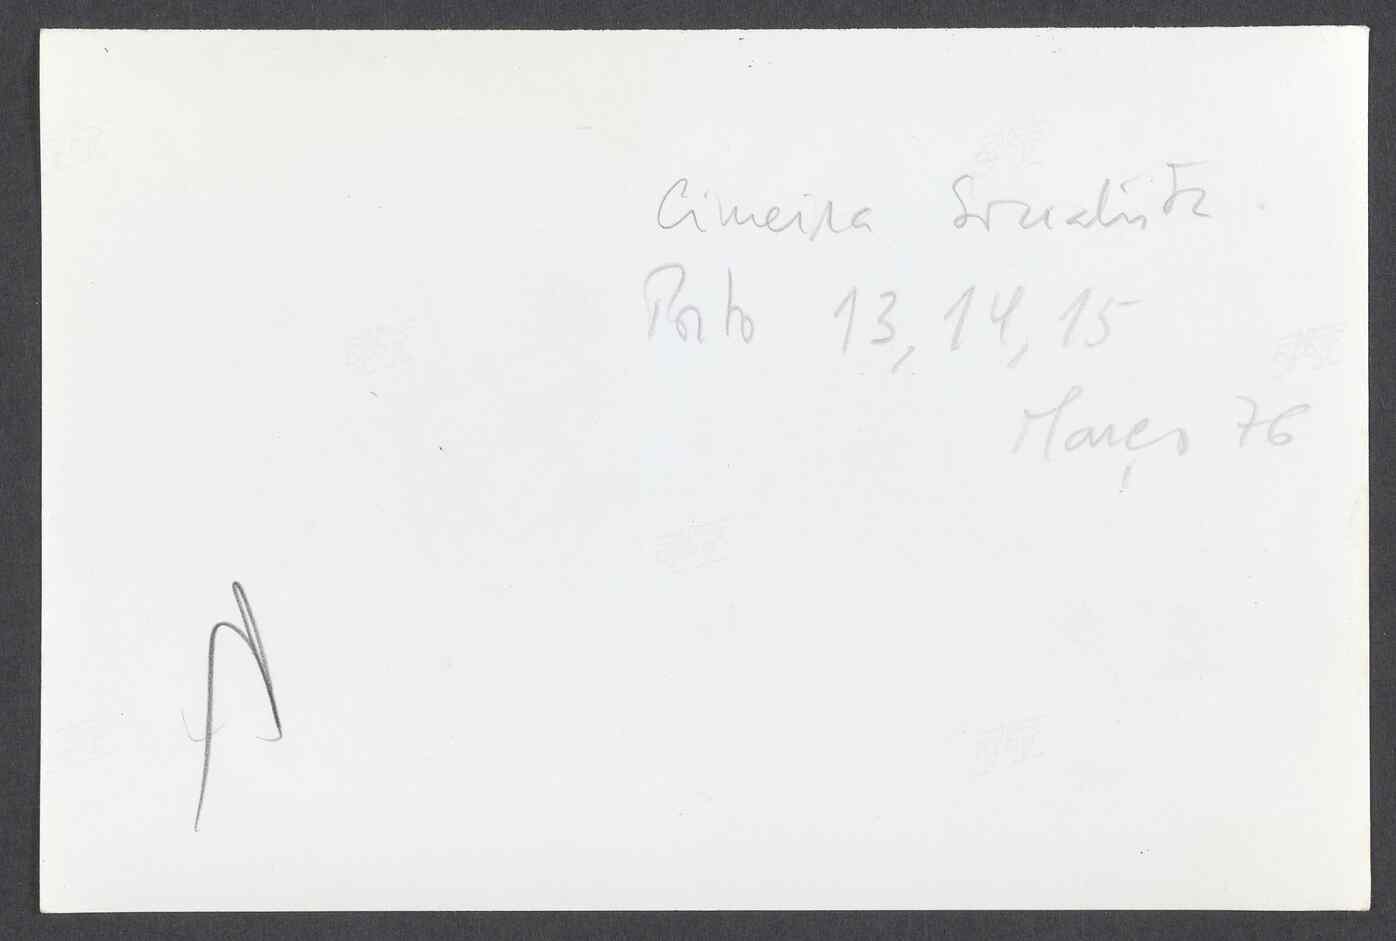 Cimeira Socialista.
Porto 13, 14, 15
Março 76